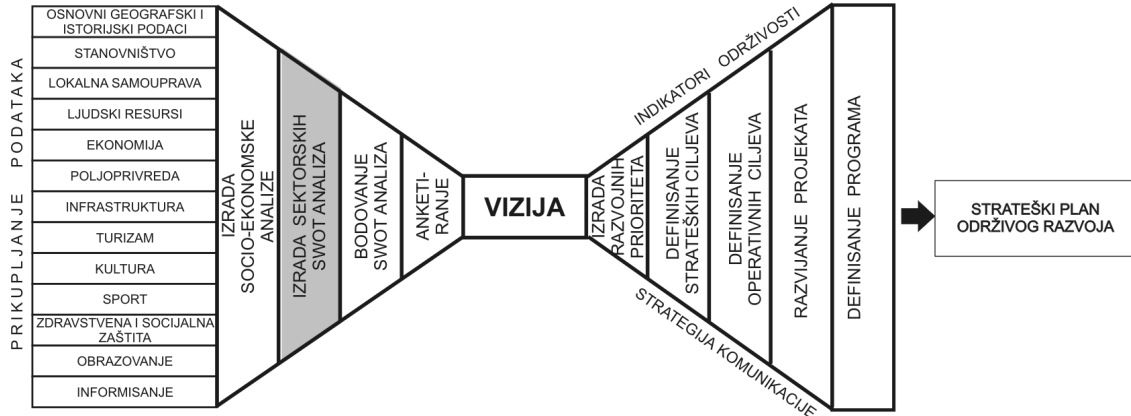 PRIKUPLJANJE PODATAKA
OSNOVNI GEOGRAFSKI I
ISTORIJSKI PODACI
STANOVNIŠTVO
LOKALNA SAMOUPRAVA
LJUDSKI RESURSI
EKONOMIJA
POLJOPRIVREDA
INFRASTRUKTURA
TURIZAM
KULTURA
SPORT
ZDRAVSTVENA I SOCIJALNA
ZAŠTITA
OBRAZOVANJE
INFORMISANJE
IZRADA
SOCIO-EKONOMSKE
ANALIZE
IZRADA SEKTORSKIH
SWOT ANALIZA
BODOVANJE
SWOT ANALIZA
ANKETI-
RANJE
VIZIJA
INDIKATORI ODRŽIVOSTI
IZRADA
RAZVOJNIH
PRIORITETA
DEFINISANJE
STRATEŠKIH CILJEVA
DEFINISANJE
OPERATIVNIH CILJEVA
RAZVIJANJE PROJEKATA
DEFINISANJE PROGRAMA
STRATEGIJA KOMUNIKACIJE
STRATEŠKI PLAN
ODRŽIVOG RAZVOJA